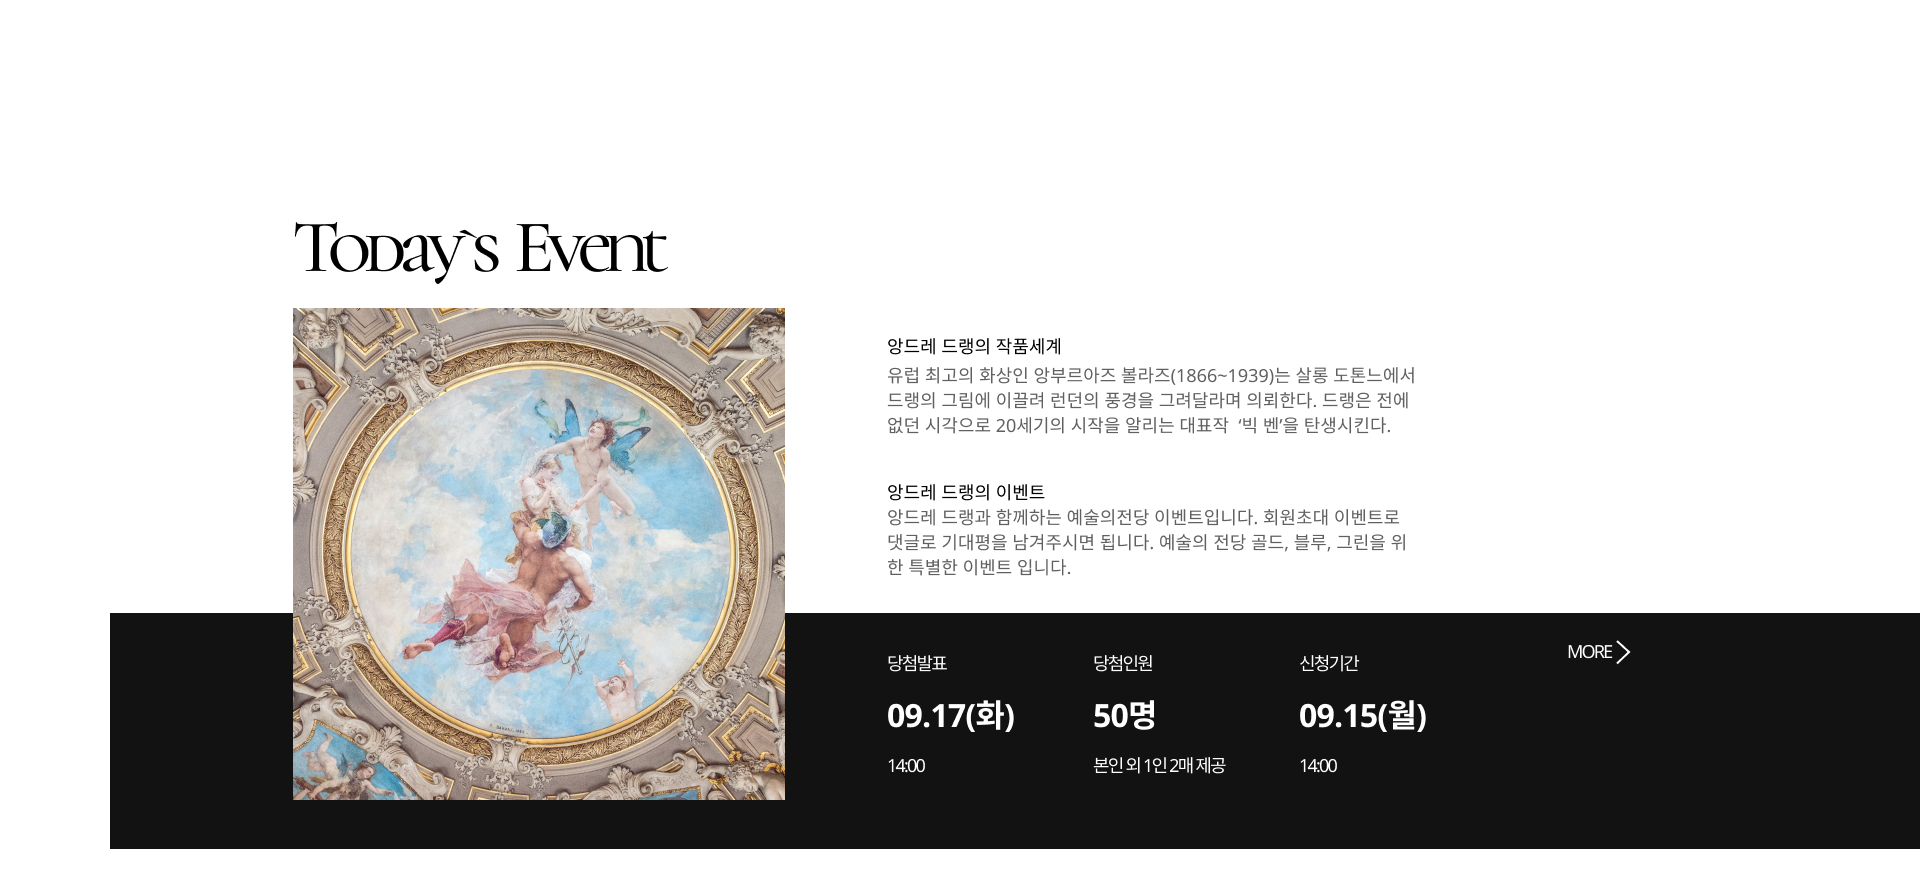 Today`s Event
앙드레 드랭의 작품세계
유럽 최고의 화상인 앙부르아즈 볼라즈(1866~1939)는 살롱 도톤느에서
드랭의 그림에 이끌려 런던의 풍경을 그려달라며 의뢰한다. 드랭은 전에
없던 시각으로 20세기의 시작을 알리는 대표작 ‘빅 벤’을 탄생시킨다.
앙드레 드랭의 이벤트
앙드레 드랭과 함께하는 예술의전당 이벤트입니다. 회원초대 이벤트로
댓글로 기대평을 남겨주시면 됩니다. 예술의 전당 골드, 블루, 그린을 위
한 특별한 이벤트 입니다.
당첨발표
09.17(화)
14:00
당첨인원
50명
본인 외 1인 2매 제공
신청기간
09.15(월)
14:00
MORE